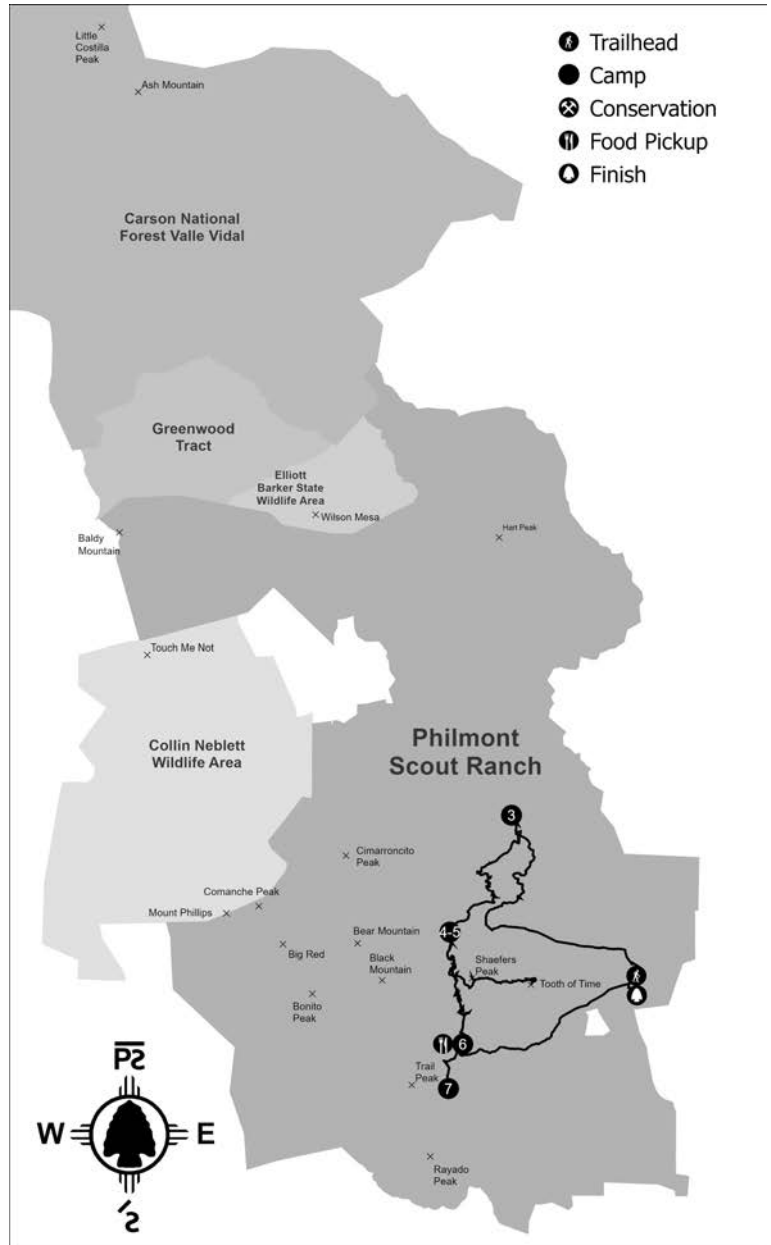 Little
Costilla
Peak
Ash Mountain
Trailhead
Camp
Conservation
Food Pickup
Finish
Carson National
Forest Valle Vidal
Greenwood
Tract
Elliott
Barker State
Wildlife Area
Wilson Mesa
Hart Peak
Baldy
Mountain
Touch Me Not
Collin Neblett
Wildlife Area
Philmont
Scout Ranch
3
Cimarroncito
Peak
Comanche Peak
Mount Phillips
4-5
Bear Mountain
Big Red
Black
Mountain
Shaefers
Peak
Tooth of Time
Bonito
Peak
6
Trail
Peak
7
Rayado
Peak
W
E